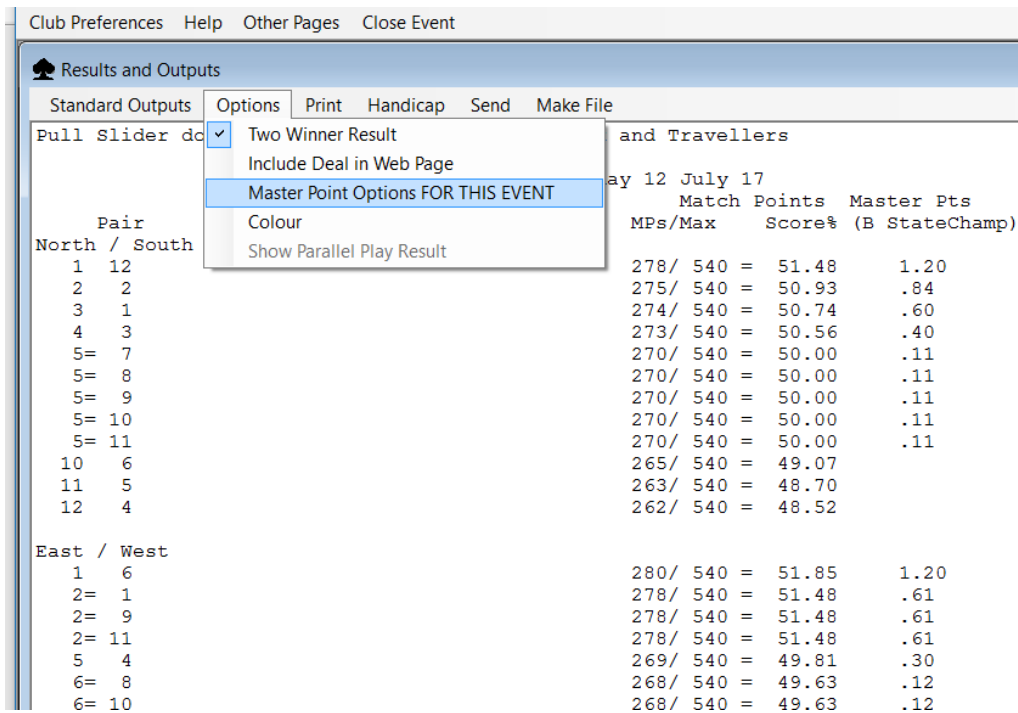 Club Preferences Help Other Pages Close Event
Results and Outputs
Standard Outputs Options Print Handicap Send Make File
Pull Slider do and Travellers
Two Winner Result
Include Deal in Web Page
Master Point Options FOR THIS EVENT
Colour
Show Parallel Play Result
ay 12 July 17
Match Points Master Pts
Pair MPs/Max Score% (B StateChamp)
North / South
1 12 278/ 540 = 51.48 1.20
2 2 275/ 540 = 50.93 .84
3 1 274/ 540 = 50.74 .60
4 3 273/ 540 = 50.56 .40
5= 7 270/ 540 = 50.00 .11
5= 8 270/ 540 = 50.00 .11
5= 9 270/ 540 = 50.00 .11
5= 10 270/ 540 = 50.00 .11
5= 11 270/ 540 = 50.00 .11
10 6 265/ 540 = 49.07
11 5 263/ 540 = 48.70
12 4 262/ 540 = 48.52
East / West
1 6 280/ 540 = 51.85 1.20
2= 1 278/ 540 = 51.48 .61
2= 9 278/ 540 = 51.48 .61
2= 11 278/ 540 = 51.48 .61
5 4 269/ 540 = 49.81 .30
6= 8 268/ 540 = 49.63 .12
6= 10 268/ 540 = 49.63 .12